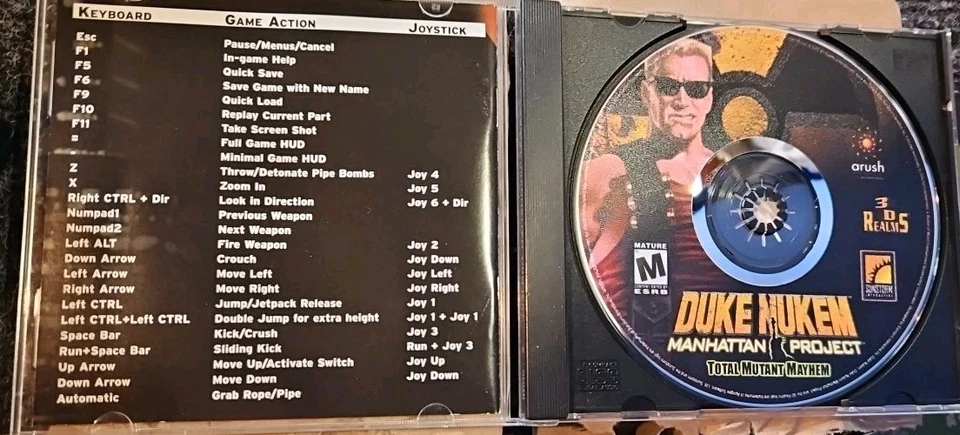 KEYBOARD GAME ACTION JOYSTICK
Esc Pause/Menus/Cancel
F1 In-game Help
F5 Quick Save
F6 Save Game with New Name
F9 Quick Load
F10 Replay Current Part
F11 Take Screen Shot
= Full Game HUD
Minimal Game HUD
Z Throw/Detonate Pipe Bombs Joy 4
X Zoom In Joy 5
Right CTRL + Dir Look in Direction Joy 6 + Dir
Numpad1 Previous Weapon
Numpad2 Next Weapon
Left ALT Fire Weapon Joy 2
Down Arrow Crouch Joy Down
Left Arrow Move Left Joy Left
Right Arrow Move Right Joy Right
Left CTRL Jump/Jetpack Release Joy 1
Left CTRL+Left CTRL Double Jump for extra height Joy 1 + Joy 1
Space Bar Kick/Crush Joy 3
Run+Space Bar Sliding Kick Run + Joy 3
Up Arrow Move Up/Activate Switch Joy Up
Down Arrow Move Down Joy Down
Automatic Grab Rope/Pipe
arush
3D REALMS
SUNSTORM
INTERACTIVE
MATURE
M
CONTENT RATED BY
ESRB
DUKE NUKEM
MANHATTAN PROJECT
TOTAL MUTANT MAYHEM